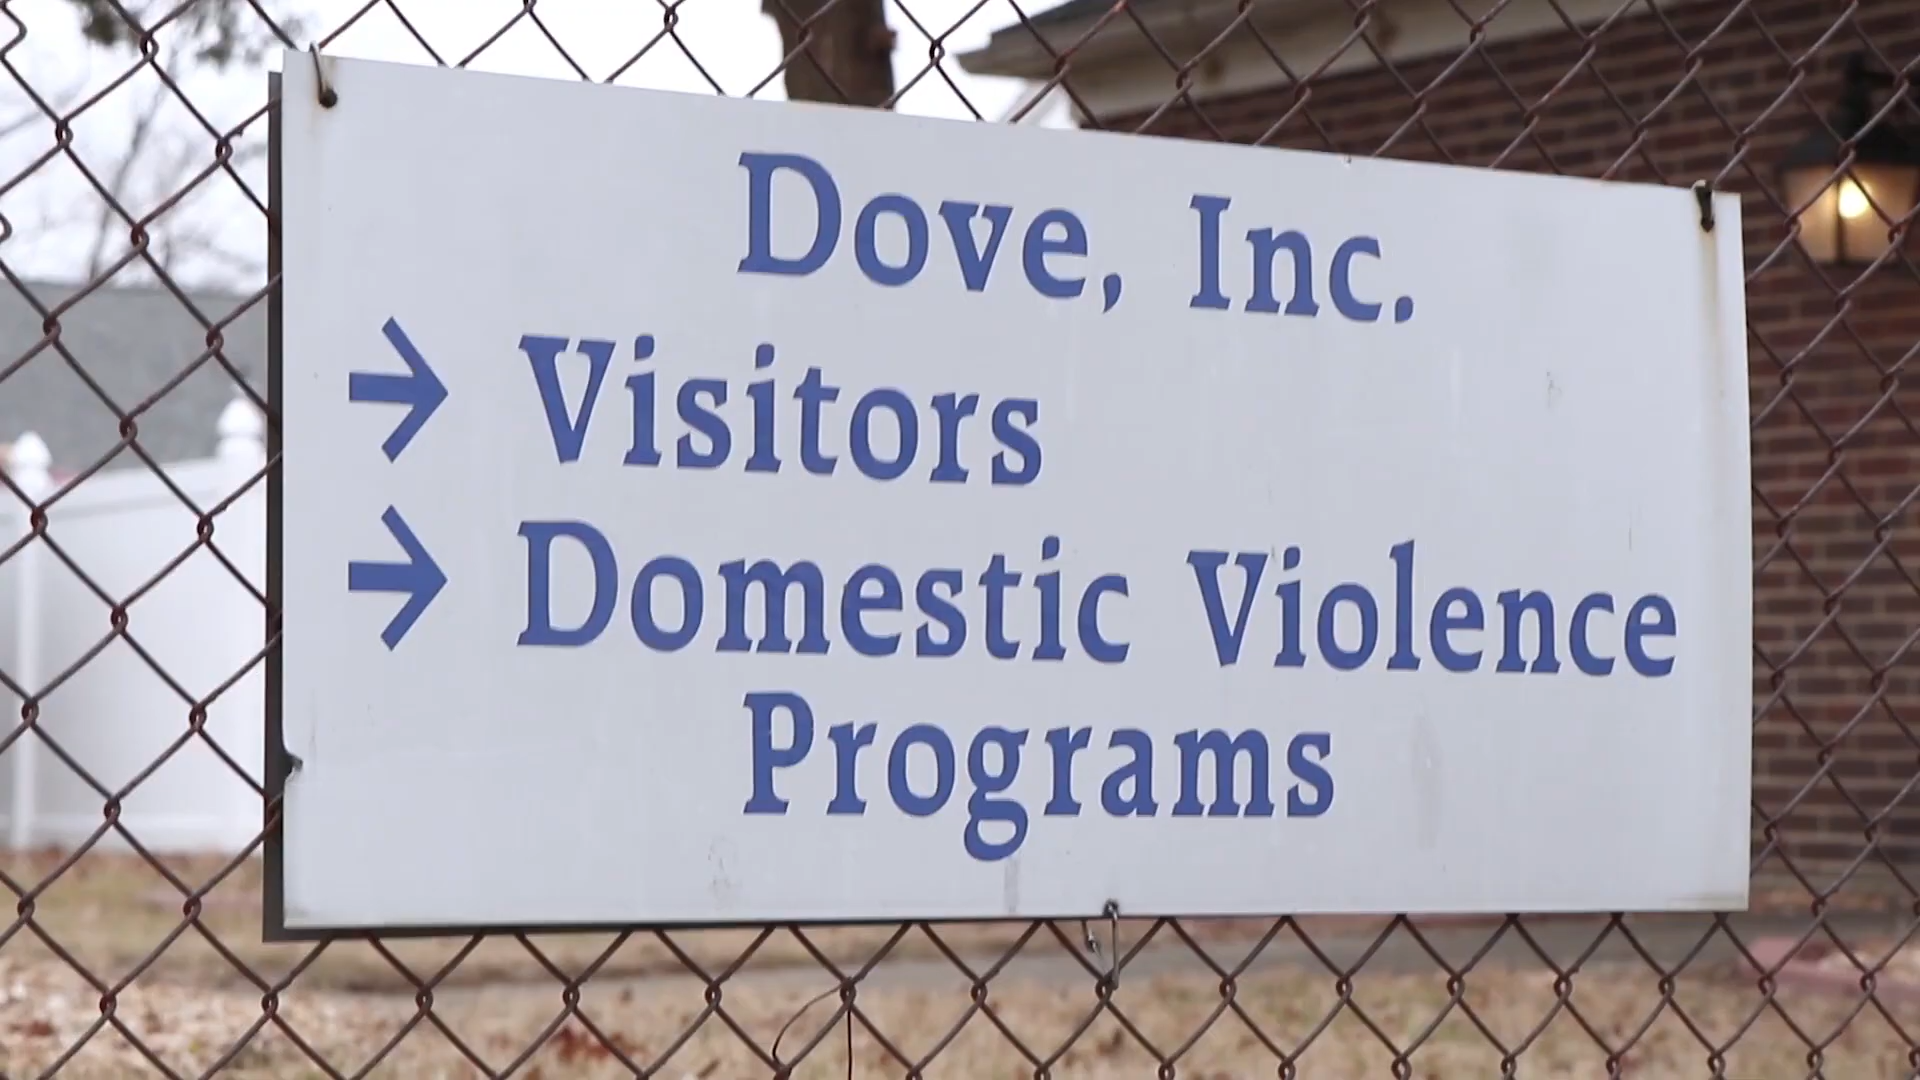 Dove, Inc.
→ Visitors
→ Domestic Violence
Programs